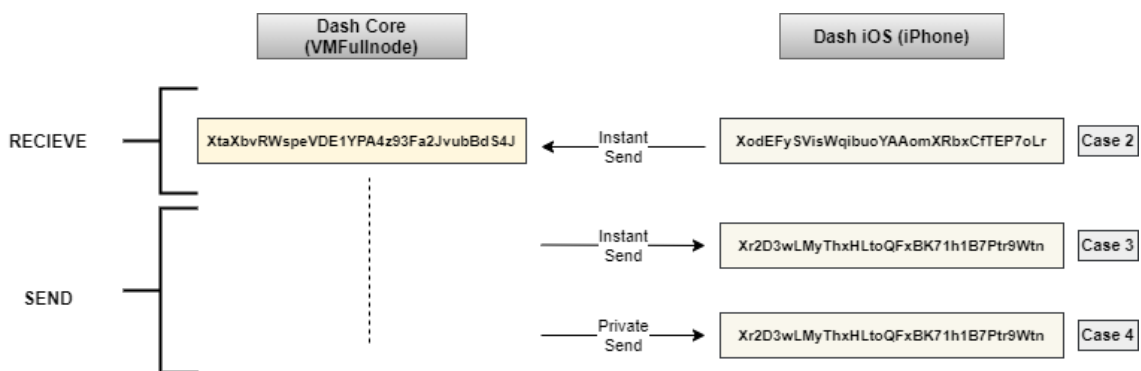 Dash Core
(VMFullnode)
Dash iOS (iPhone)
RECIEVE
XtaXbvRWspeVDE1YPA4z93Fa2JvubBdS4J
Instant
Send
XodEFySVisWqibuoYAAomXRbxCfTEP7oLr
Case 2
SEND
Instant
Send
Xr2D3wLMyThxHLtoQFxBK71h1B7Ptr9Wtn
Case 3
Private
Send
Xr2D3wLMyThxHLtoQFxBK71h1B7Ptr9Wtn
Case 4